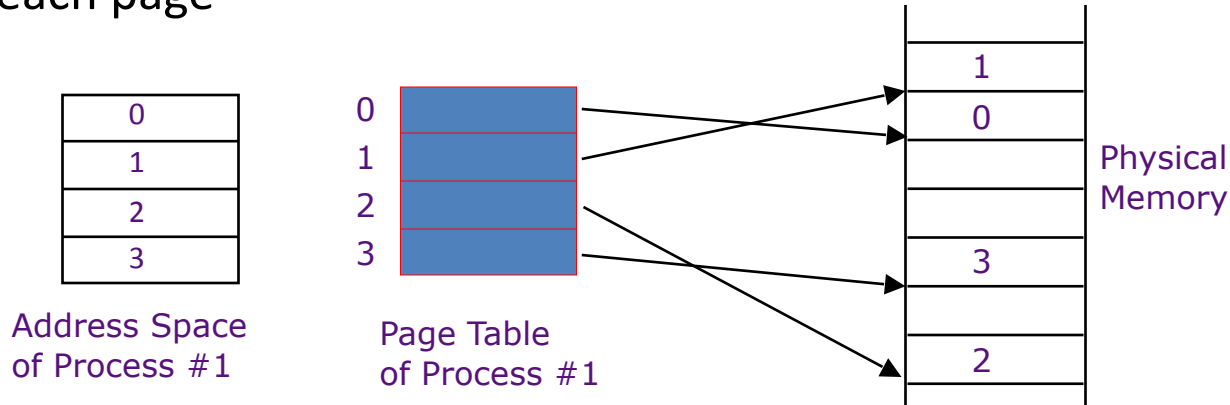 each page
0
1
2
3
Address Space
of Process #1
0
1
2
3
Page Table
of Process #1
1
0
3
2
Physical
Memory